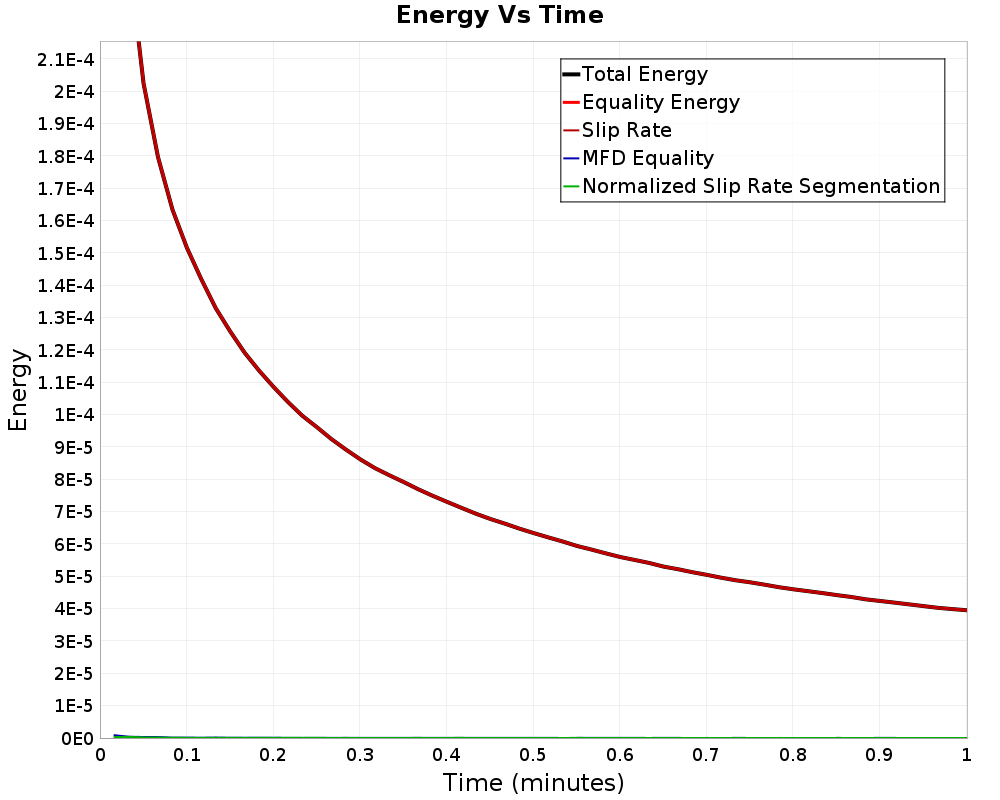 Energy Vs Time
2.1E-4
2E-4
1.9E-4
1.8E-4
1.7E-4
1.6E-4
1.5E-4
1.4E-4
1.3E-4
1.2E-4
1.1E-4
1E-4
9E-5
8E-5
7E-5
6E-5
5E-5
4E-5
3E-5
2E-5
1E-5
0E0
Energy
Total Energy
Equality Energy
Slip Rate
MFD Equality
Normalized Slip Rate Segmentation
0 0.1 0.2 0.3 0.4 0.5 0.6 0.7 0.8 0.9 1
Time (minutes)